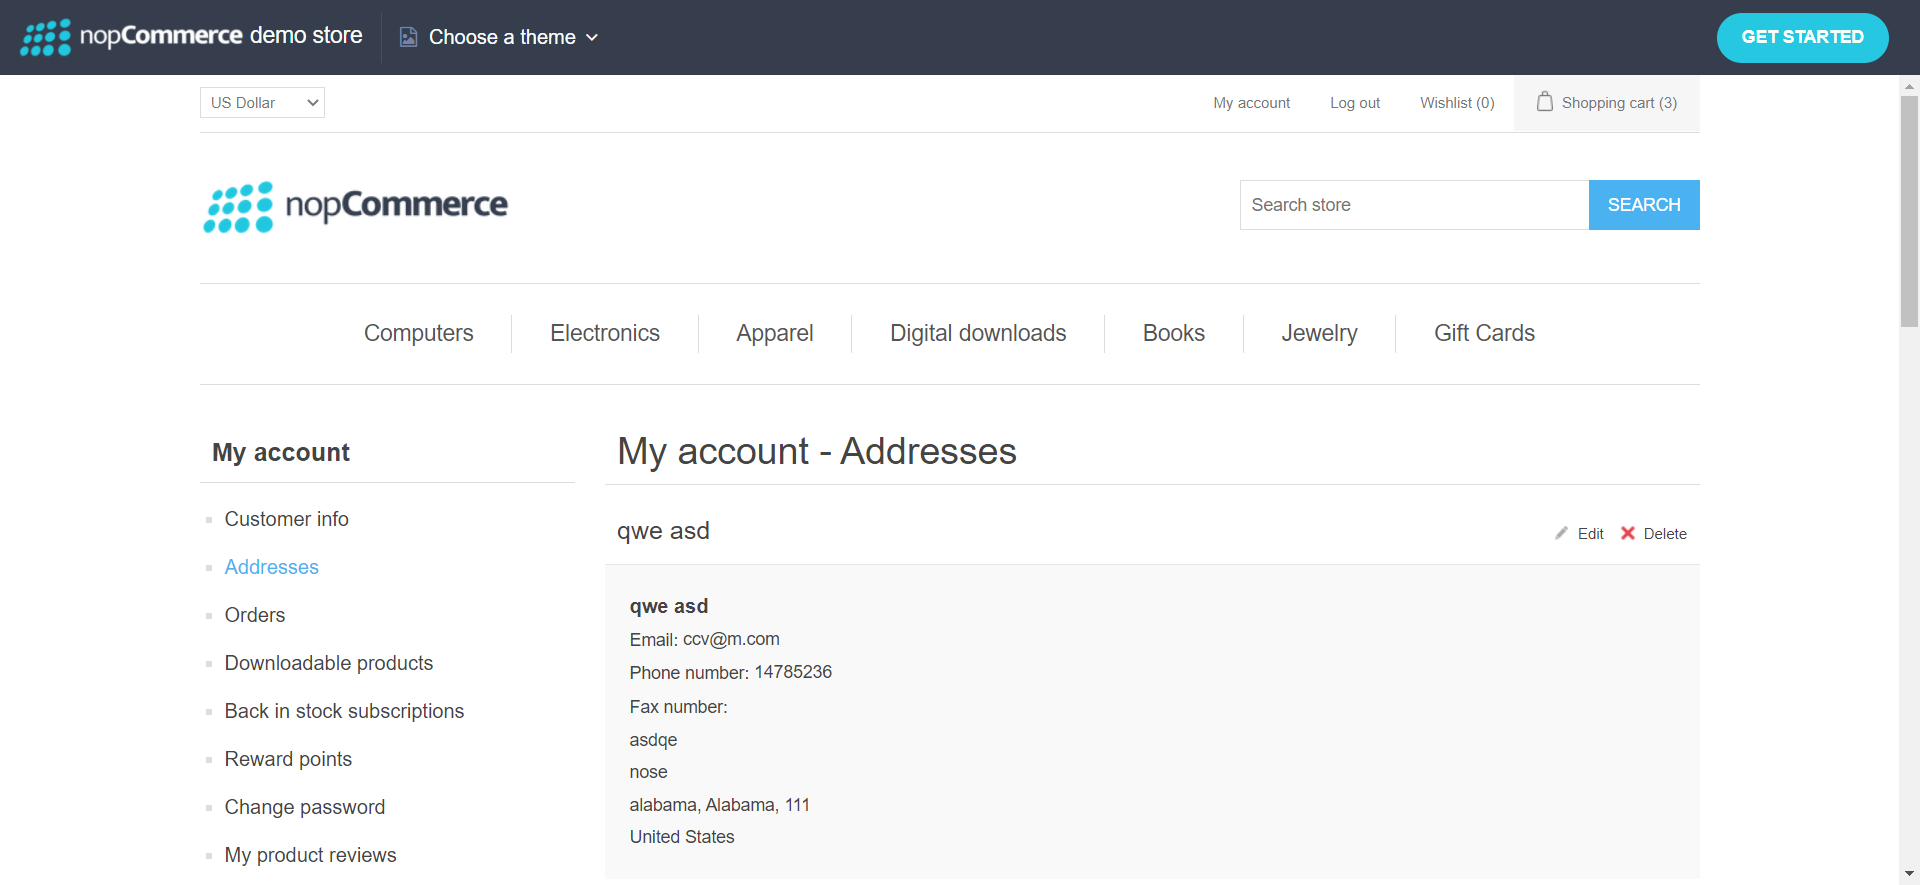 nopCommerce demo store
Choose a theme
GET STARTED
US Dollar
My account
Log out
Wishlist (0)
Shopping cart (3)
nopCommerce
Search store
SEARCH
Computers
Electronics
Apparel
Digital downloads
Books
Jewelry
Gift Cards
My account
Customer info
Addresses
Orders
Downloadable products
Back in stock subscriptions
Reward points
Change password
My product reviews
My account - Addresses
qwe asd
Edit
Delete
qwe asd
Email: ccv@m.com
Phone number: 14785236
Fax number:
asdqe
nose
alabama, Alabama, 111
United States